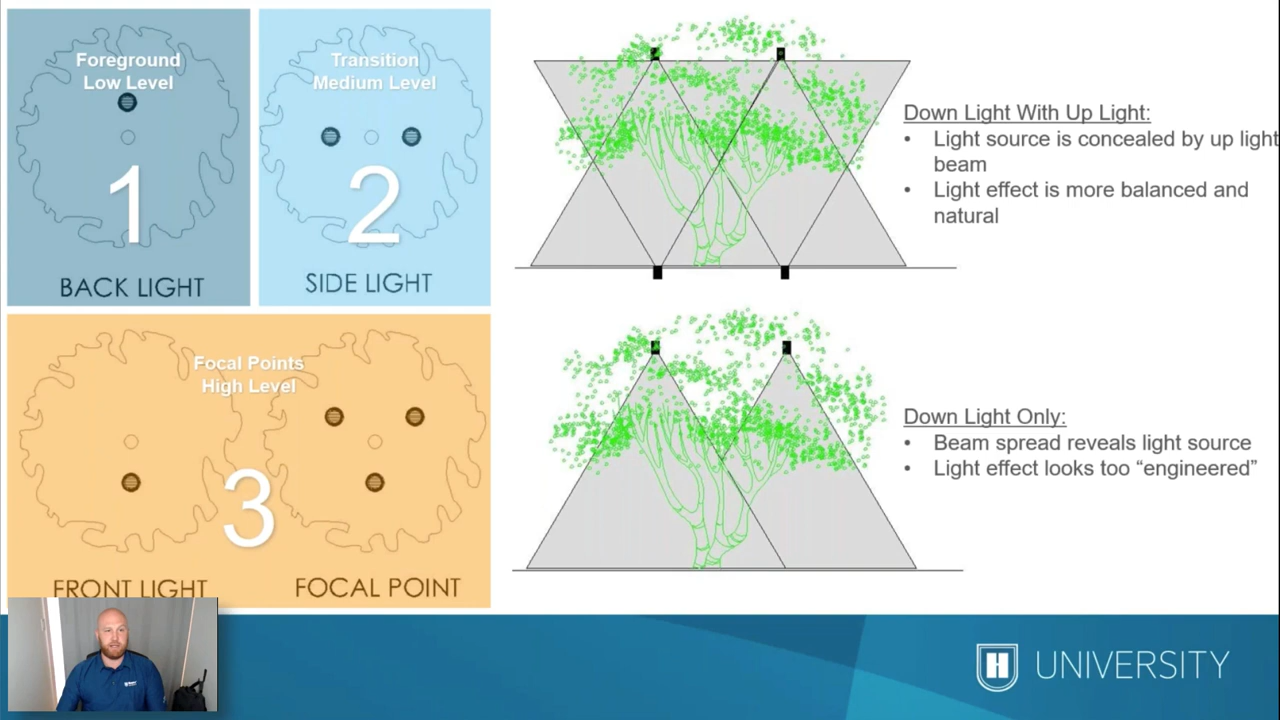 Foreground
Low Level
1
BACK LIGHT
Transition
Medium Level
2
SIDE LIGHT
Focal Points
High Level
3
FRONT LIGHT
FOCAL POINT
Down Light With Up Light:
• Light source is concealed by up light
beam
• Light effect is more balanced and
natural
Down Light Only:
• Beam spread reveals light source
• Light effect looks too “engineered”
H UNIVERSITY